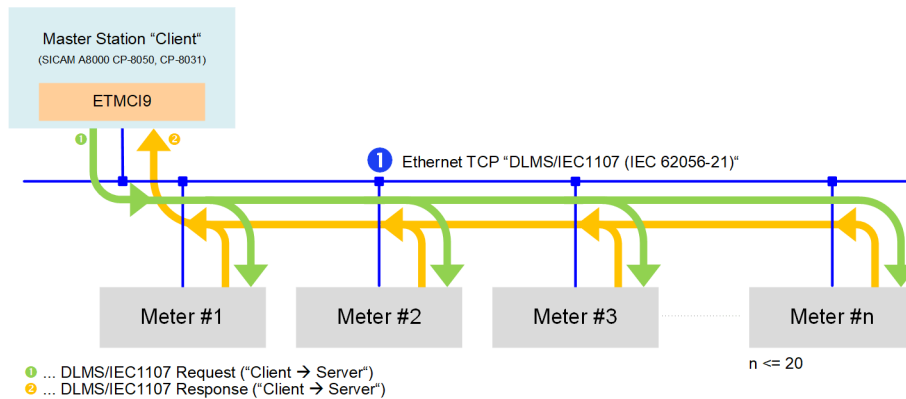 Master Station “Client“
(SICAM A8000 CP-8050, CP-8031)
ETMCI9
1 2
1 Ethernet TCP “DLMS/IEC1107 (IEC 62056-21)“
Meter #1 Meter #2 Meter #3 Meter #n
n <= 20
1 ... DLMS/IEC1107 Request (“Client → Server“)
2 ... DLMS/IEC1107 Response (“Client → Server“)